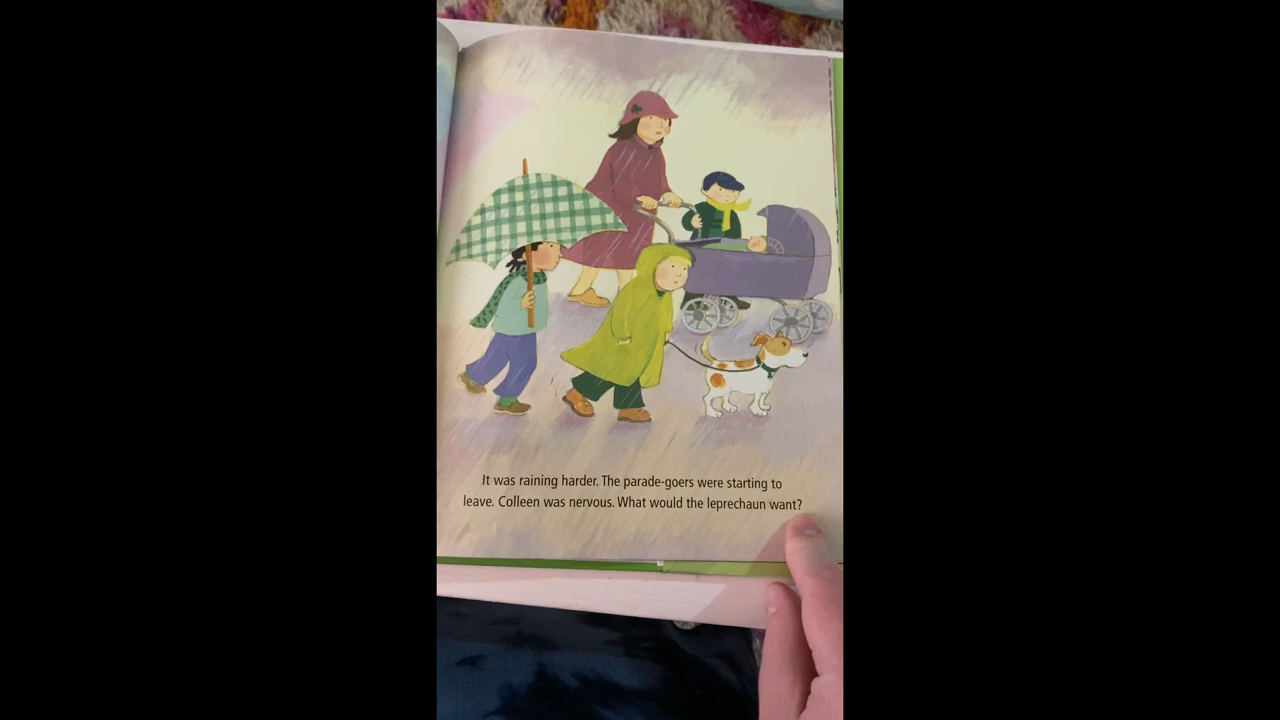 It was raining harder. The parade-goers were starting to
leave. Colleen was nervous. What would the leprechaun want?